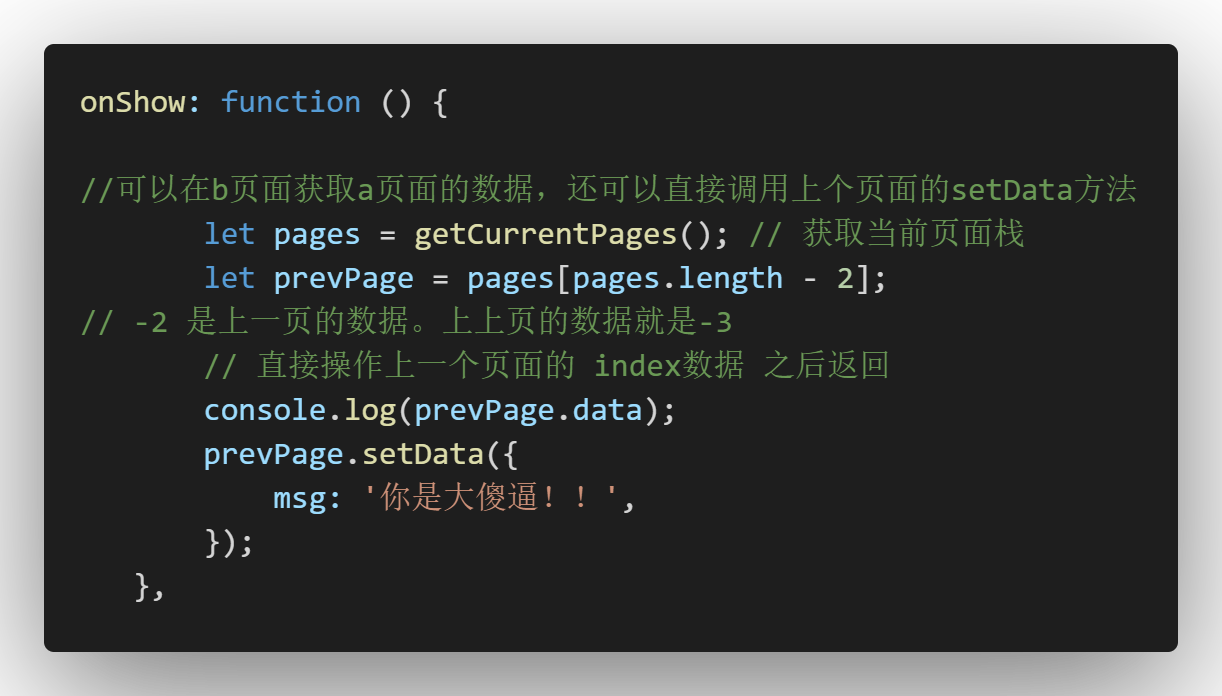 onShow: function () {
//可以在b页面获取a页面的数据，还可以直接调用上个页面的setData方法
let pages = getCurrentPages(); // 获取当前页面栈
let prevPage = pages[pages.length - 2];
// -2 是上一页的数据。上上页的数据就是-3
// 直接操作上一个页面的 index数据 之后返回
console.log(prevPage.data);
prevPage.setData({
msg: '你是大傻逼！！',
});
},